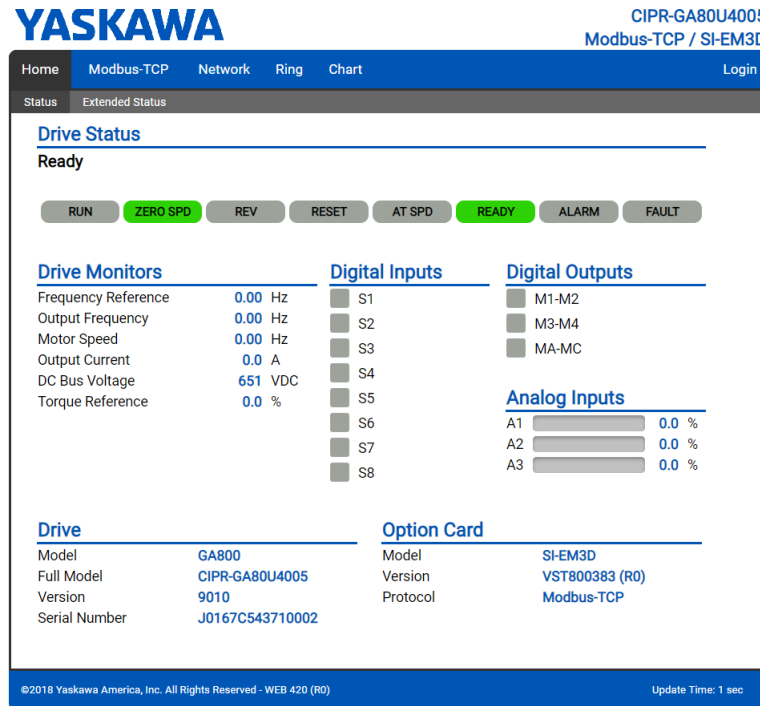 YASKAWA
CIPR-GA80U4005
Modbus-TCP / SI-EM3D
Home Modbus-TCP Network Ring Chart Login
Status Extended Status
Drive Status
Ready
RUN ZERO SPD REV RESET AT SPD READY ALARM FAULT
Drive Monitors
Frequency Reference 0.00 Hz
Output Frequency 0.00 Hz
Motor Speed 0.00 Hz
Output Current 0.0 A
DC Bus Voltage 651 VDC
Torque Reference 0.0 %
Digital Inputs
S1
S2
S3
S4
S5
S6
S7
S8
Digital Outputs
M1-M2
M3-M4
MA-MC
Analog Inputs
A1 0.0 %
A2 0.0 %
A3 0.0 %
Drive
Model GA800
Full Model CIPR-GA80U4005
Version 9010
Serial Number J0167C543710002
Option Card
Model SI-EM3D
Version VST800383 (R0)
Protocol Modbus-TCP
©2018 Yaskawa America, Inc. All Rights Reserved - WEB 420 (R0) Update Time: 1 sec